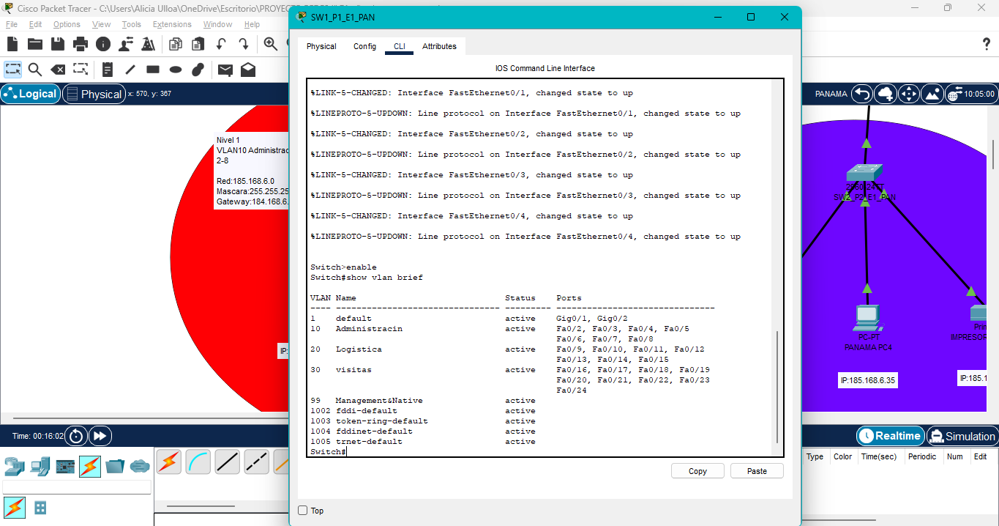 Cisco Packet Tracer - C:\Users\Alicia Ulloa\OneDrive\Escritorio\PROYEC
SW1_P1_E1_PAN
File Edit Options View Tools Extensions Window Help
Physical Config CLI Attributes
IOS Command Line Interface
Logical
Physical
x: 570, y: 367
PANAMA
10:05:00
Nivel 1
VLAN10 Administrac
2-8
Red:185.168.6.0
Mascara:255.255.25
Gateway:184.168.6.
IP:
%LINK-5-CHANGED: Interface FastEthernet0/1, changed state to up
%LINEPROTO-5-UPDOWN: Line protocol on Interface FastEthernet0/1, changed state to up
%LINK-5-CHANGED: Interface FastEthernet0/2, changed state to up
%LINEPROTO-5-UPDOWN: Line protocol on Interface FastEthernet0/2, changed state to up
%LINK-5-CHANGED: Interface FastEthernet0/3, changed state to up
%LINEPROTO-5-UPDOWN: Line protocol on Interface FastEthernet0/3, changed state to up
%LINK-5-CHANGED: Interface FastEthernet0/4, changed state to up
%LINEPROTO-5-UPDOWN: Line protocol on Interface FastEthernet0/4, changed state to up
Switch>enable
Switch#show vlan brief
VLAN Name Status Ports
---- -------------------------------- --------- -------------------------------
1 default active Gig0/1, Gig0/2
10 Administracin active Fa0/2, Fa0/3, Fa0/4, Fa0/5
Fa0/6, Fa0/7, Fa0/8
20 Logistica active Fa0/9, Fa0/10, Fa0/11, Fa0/12
Fa0/13, Fa0/14, Fa0/15
30 visitas active Fa0/16, Fa0/17, Fa0/18, Fa0/19
Fa0/20, Fa0/21, Fa0/22, Fa0/23
Fa0/24
99 Management&Native active
1002 fddi-default active
1003 token-ring-default active
1004 fddinet-default active
1005 trnet-default active
Switch#
Copy
Paste
Top
SW2_P2_E1_PAN
PC-PT
PANAMA PC4
IP:185.168.6.35
Prin
IMPRESOR
IP:185.1
Time: 00:16:02
Realtime
Simulation
Type Color Time(sec) Periodic Num Edit